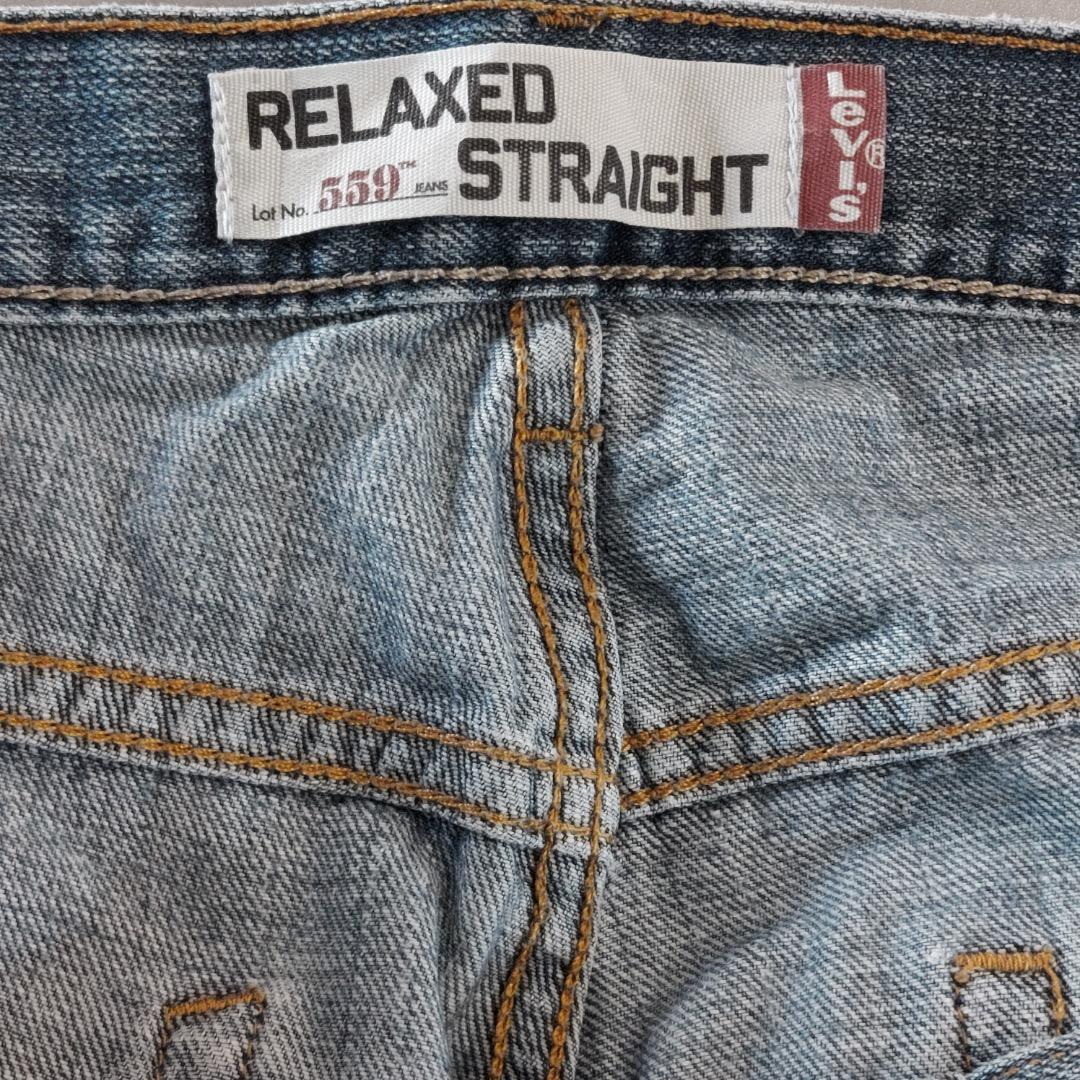 RELAXED
STRAIGHT
Lot No. 559™ JEANS
Levi's®